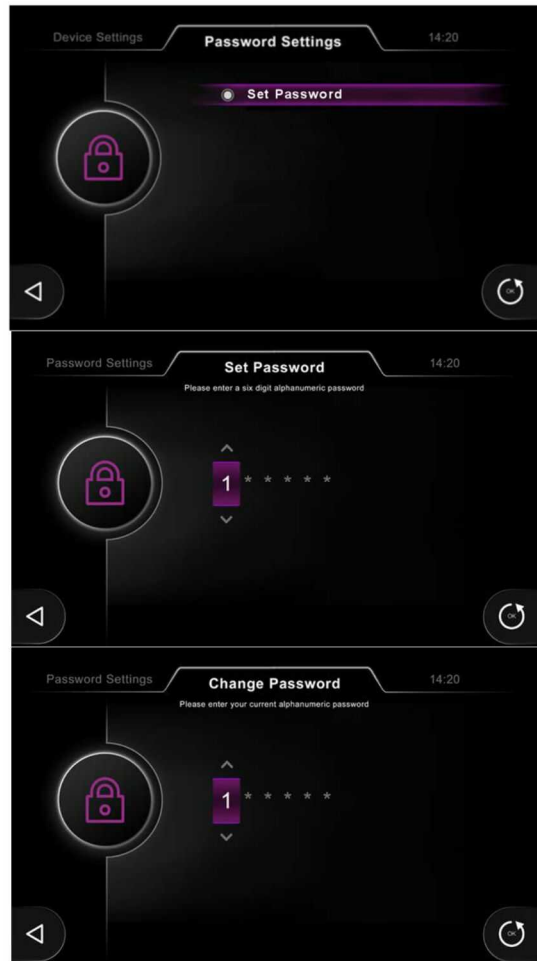 Device Settings
Password Settings
14:20
Set Password
OK
Password Settings
Set Password
14:20
Please enter a six digit alphanumeric password
1 * * * * *
OK
Password Settings
Change Password
14:20
Please enter your current alphanumeric password
1 * * * * *
OK